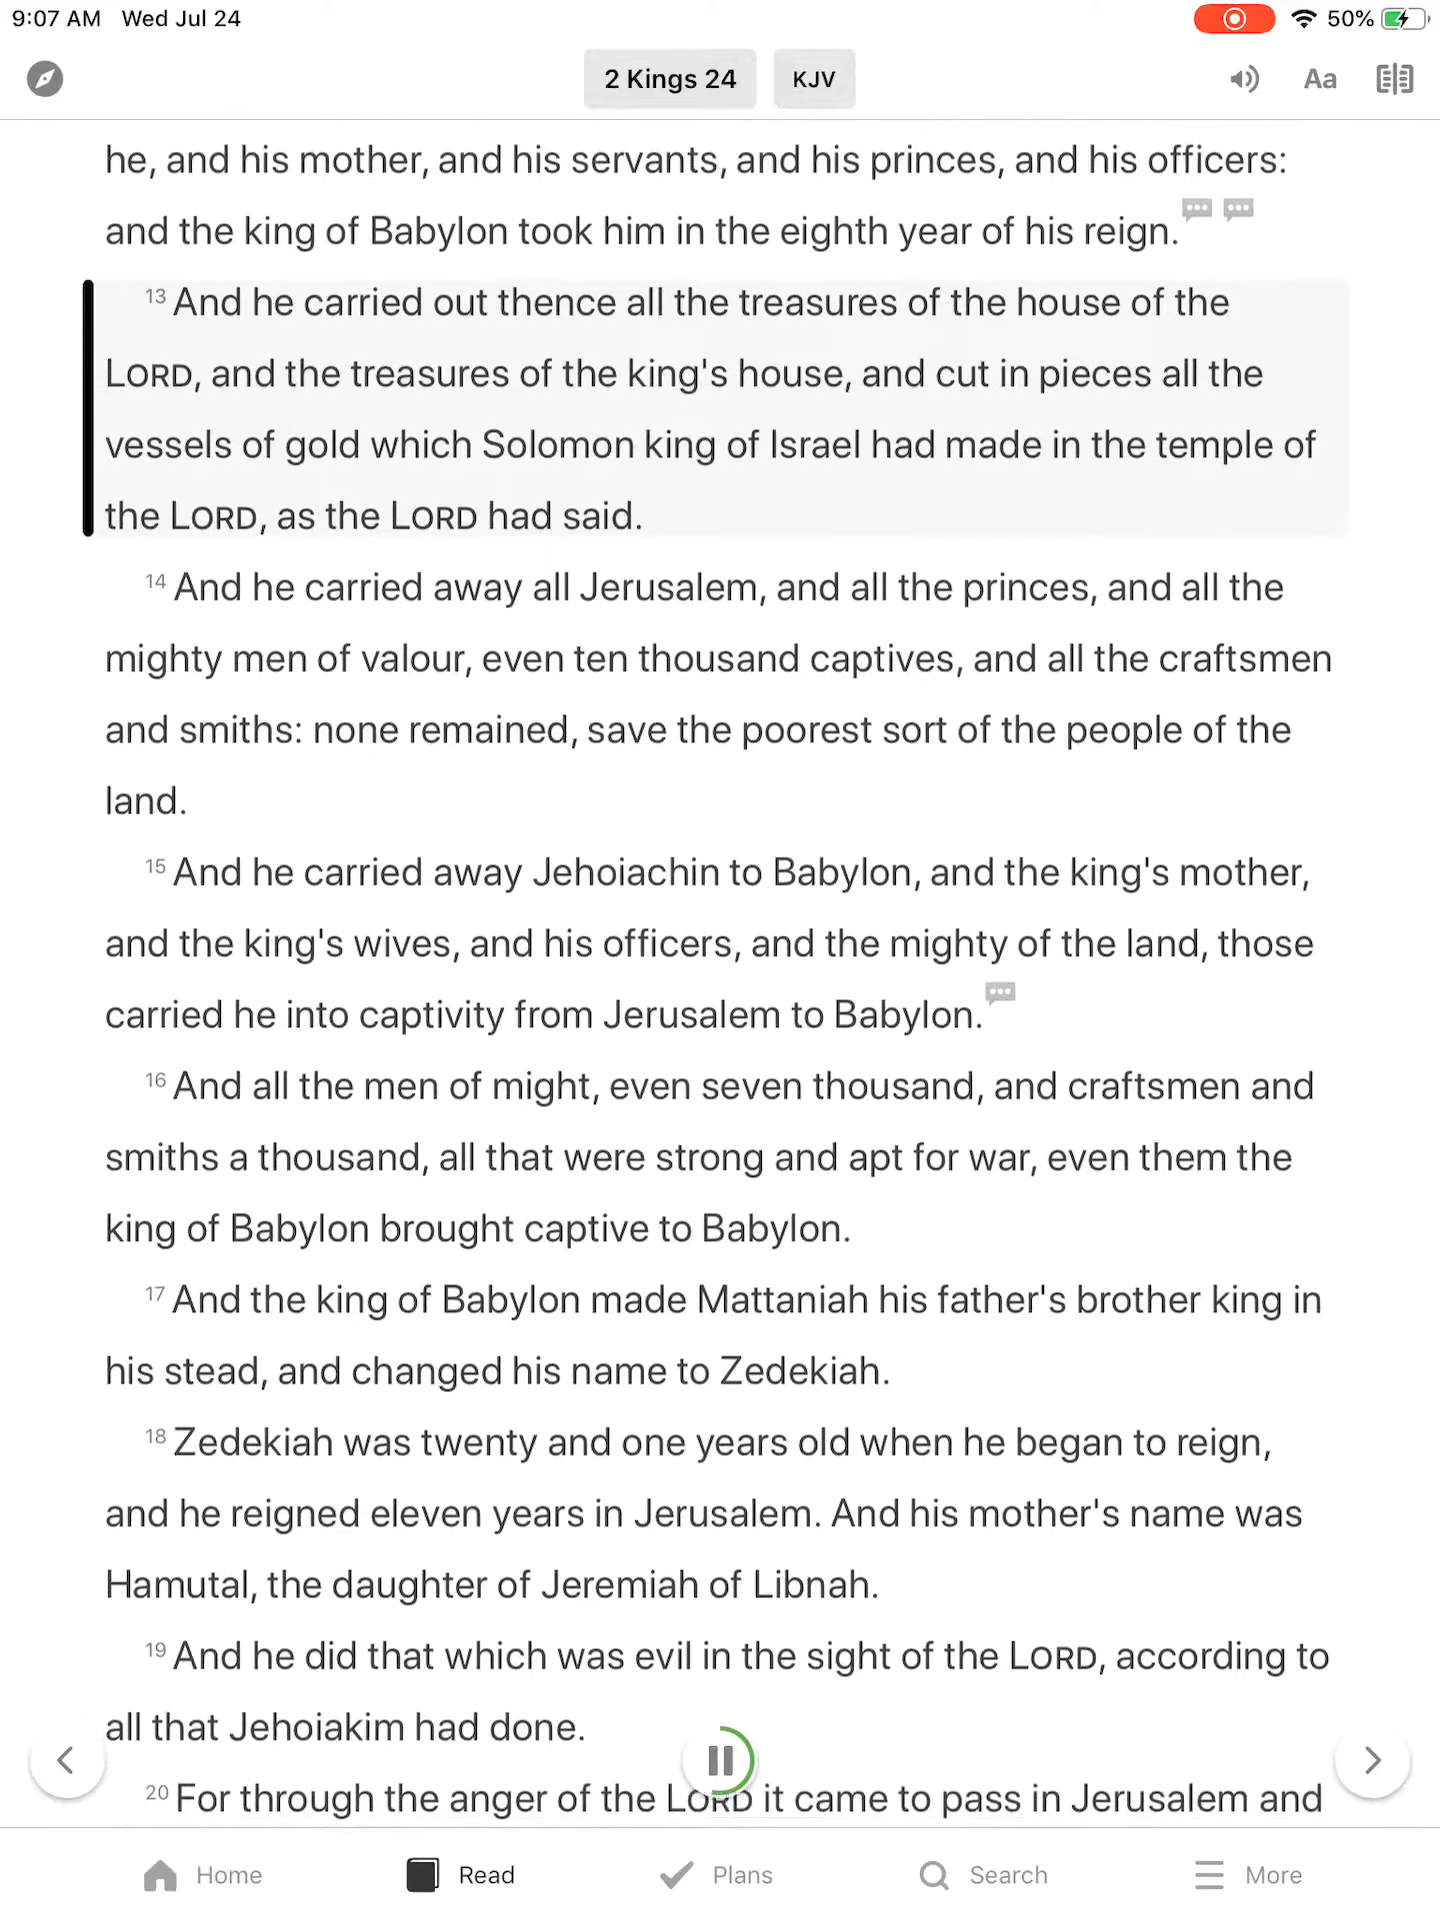 9:07 AM Wed Jul 24 50%
2 Kings 24 KJV Aa
he, and his mother, and his servants, and his princes, and his officers:
and the king of Babylon took him in the eighth year of his reign.
13 And he carried out thence all the treasures of the house of the
LORD, and the treasures of the king's house, and cut in pieces all the
vessels of gold which Solomon king of Israel had made in the temple of
the LORD, as the LORD had said.
14 And he carried away all Jerusalem, and all the princes, and all the
mighty men of valour, even ten thousand captives, and all the craftsmen
and smiths: none remained, save the poorest sort of the people of the
land.
15 And he carried away Jehoiachin to Babylon, and the king's mother,
and the king's wives, and his officers, and the mighty of the land, those
carried he into captivity from Jerusalem to Babylon.
16 And all the men of might, even seven thousand, and craftsmen and
smiths a thousand, all that were strong and apt for war, even them the
king of Babylon brought captive to Babylon.
17 And the king of Babylon made Mattaniah his father's brother king in
his stead, and changed his name to Zedekiah.
18 Zedekiah was twenty and one years old when he began to reign,
and he reigned eleven years in Jerusalem. And his mother's name was
Hamutal, the daughter of Jeremiah of Libnah.
19 And he did that which was evil in the sight of the LORD, according to
all that Jehoiakim had done.
20 For through the anger of the LORD it came to pass in Jerusalem and
Home Read Plans Search More